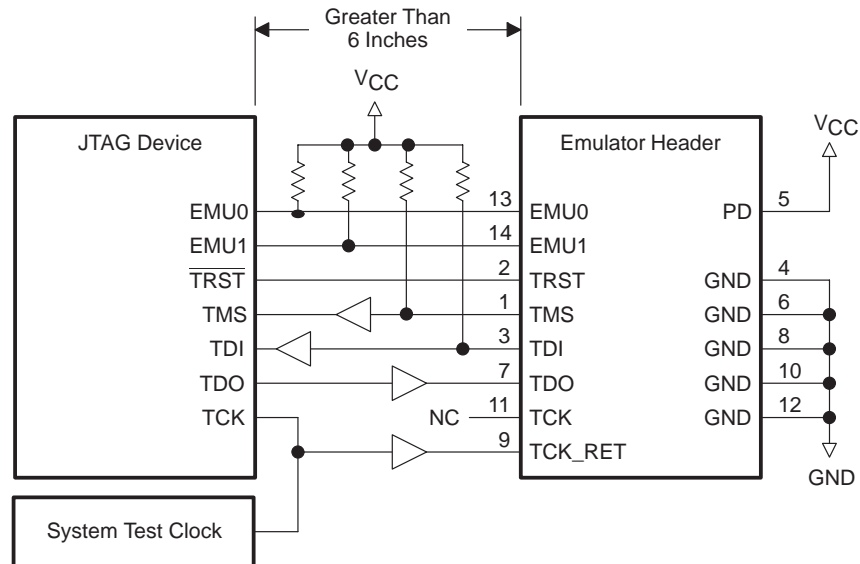 Greater Than
6 Inches
VCC
JTAG Device
Emulator Header
VCC
EMU0
13
EMU0
PD
5
EMU1
14
EMU1
TRST
2
TRST
GND
4
TMS
1
TMS
GND
6
TDI
3
TDI
GND
8
TDO
7
TDO
GND
10
TCK
NC
11
TCK
GND
12
9
TCK_RET
GND
System Test Clock